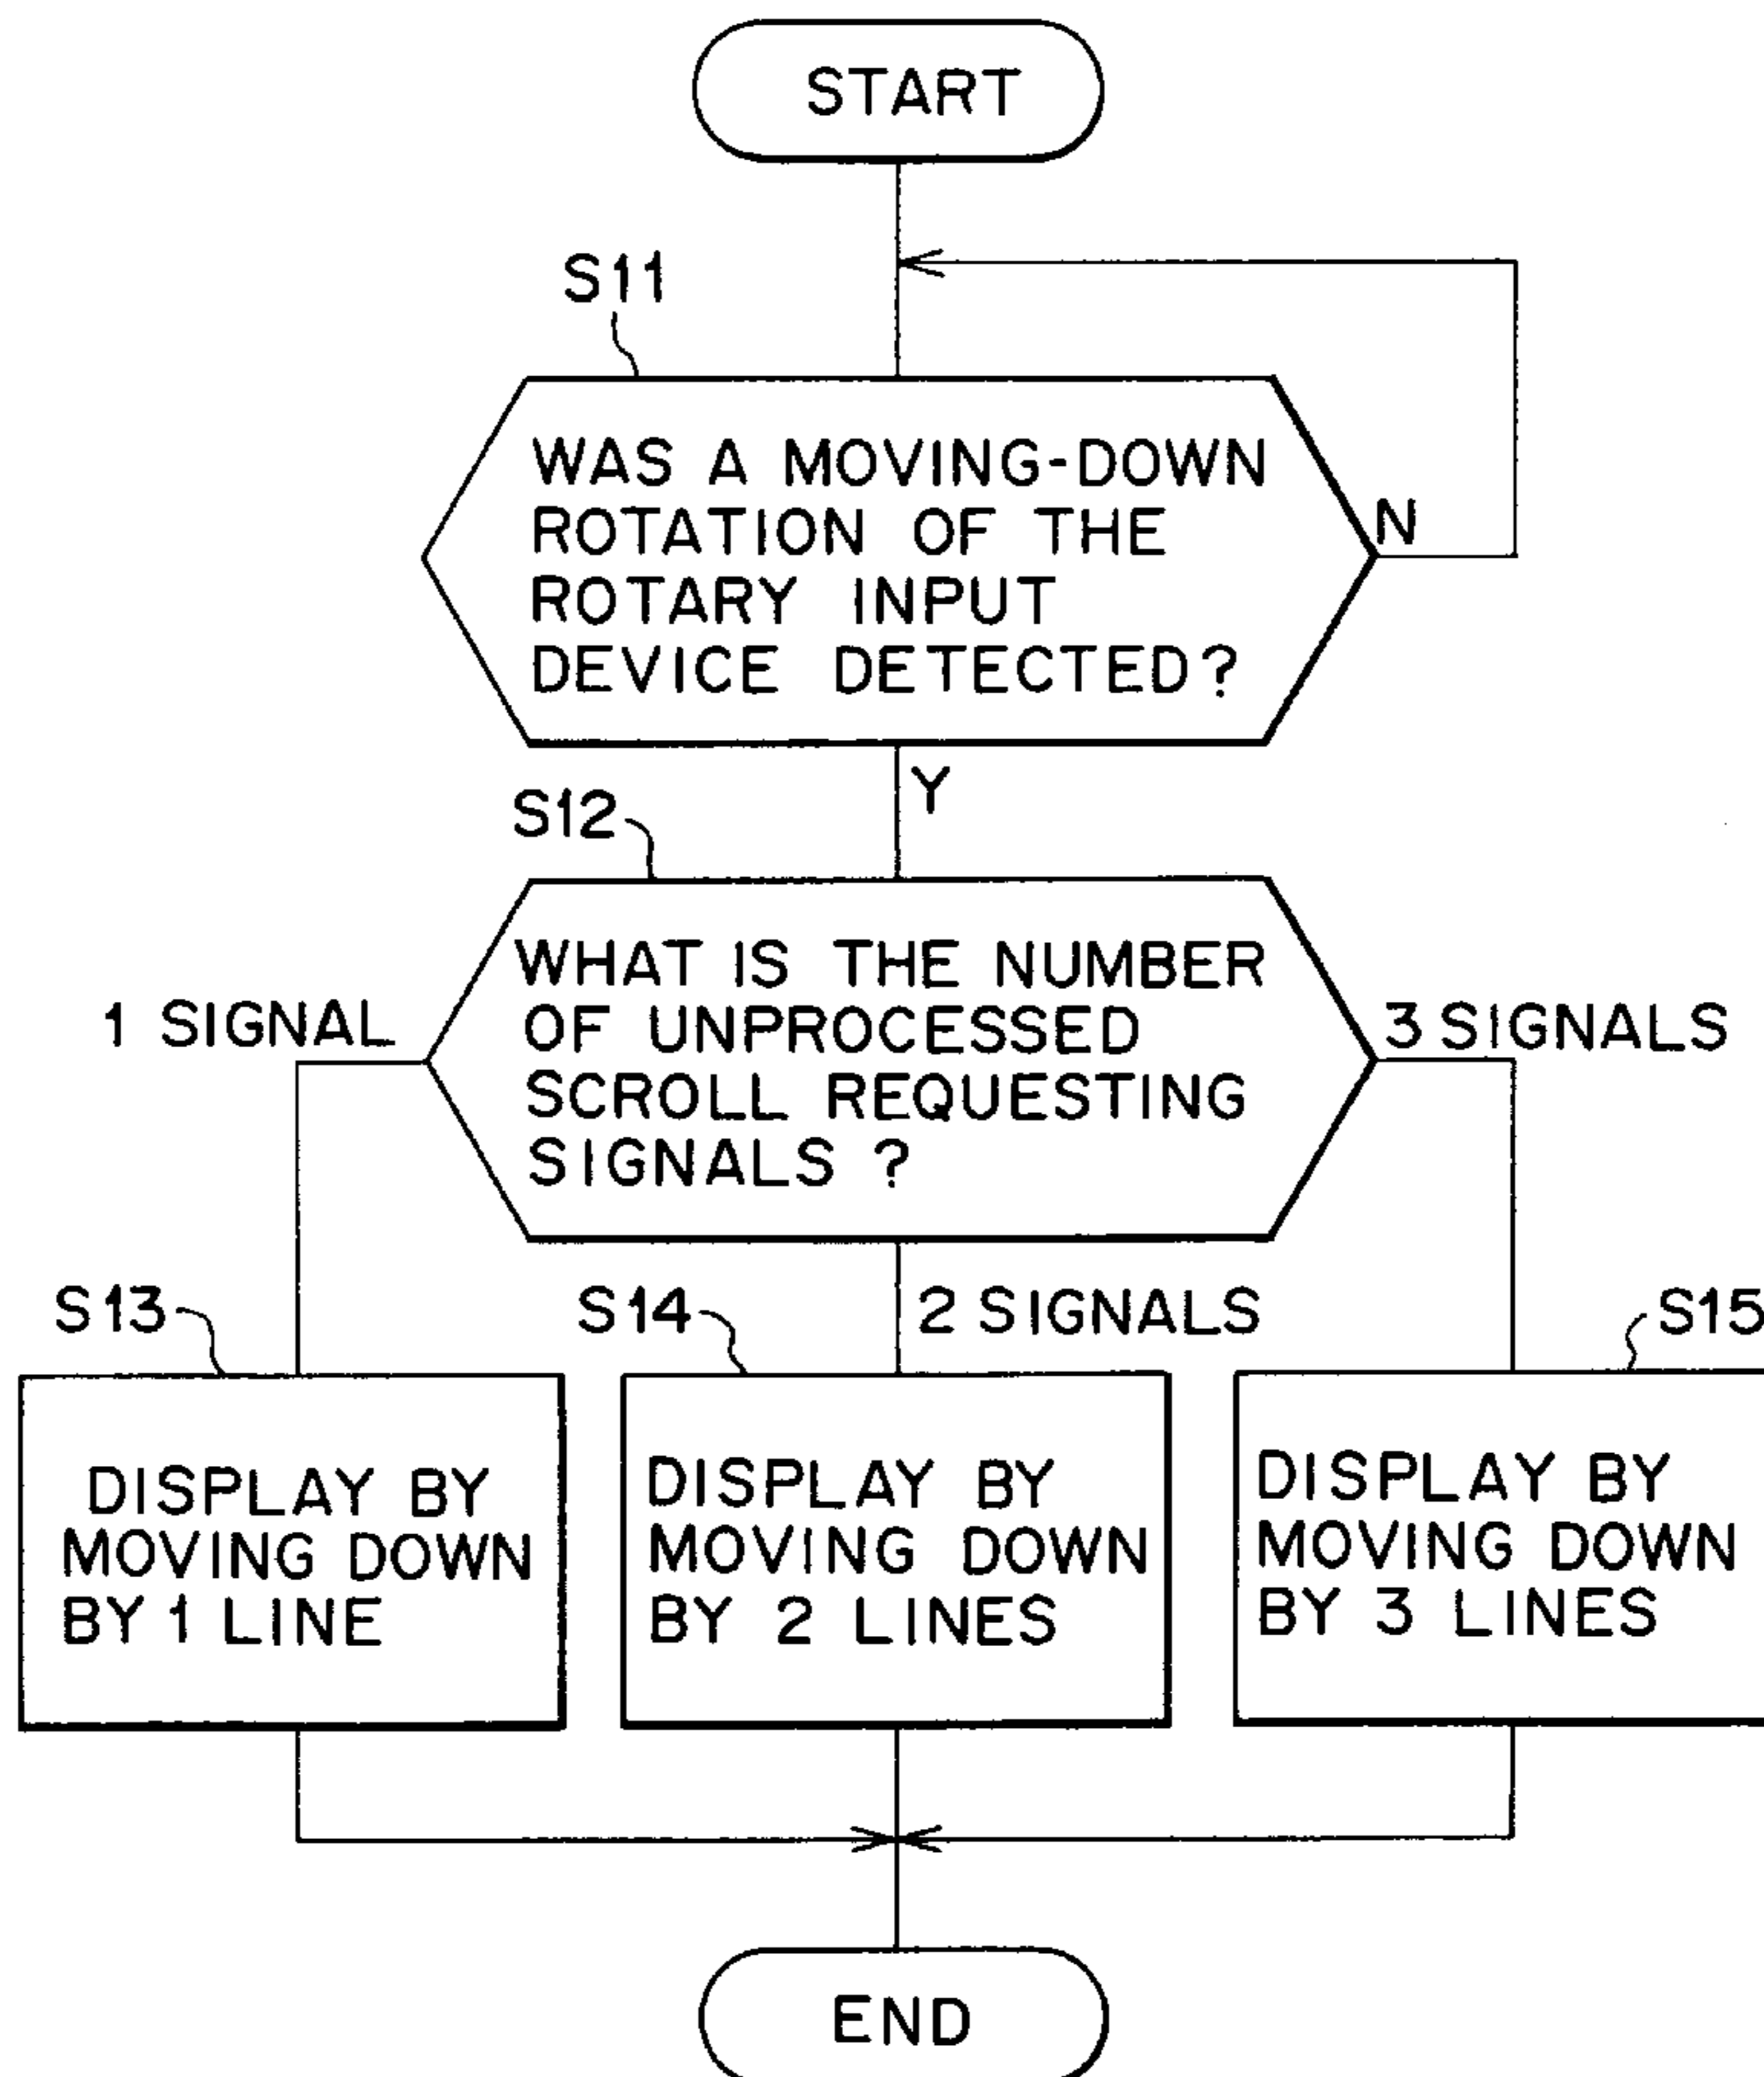 START
S11
WAS A MOVING-DOWN
ROTATION OF THE
ROTARY INPUT
DEVICE DETECTED?
N
Y
S12
WHAT IS THE NUMBER
OF UNPROCESSED
SCROLL REQUESTING
SIGNALS ?
1 SIGNAL
3 SIGNALS
2 SIGNALS
S13
DISPLAY BY
MOVING DOWN
BY 1 LINE
S14
DISPLAY BY
MOVING DOWN
BY 2 LINES
S15
DISPLAY BY
MOVING DOWN
BY 3 LINES
END